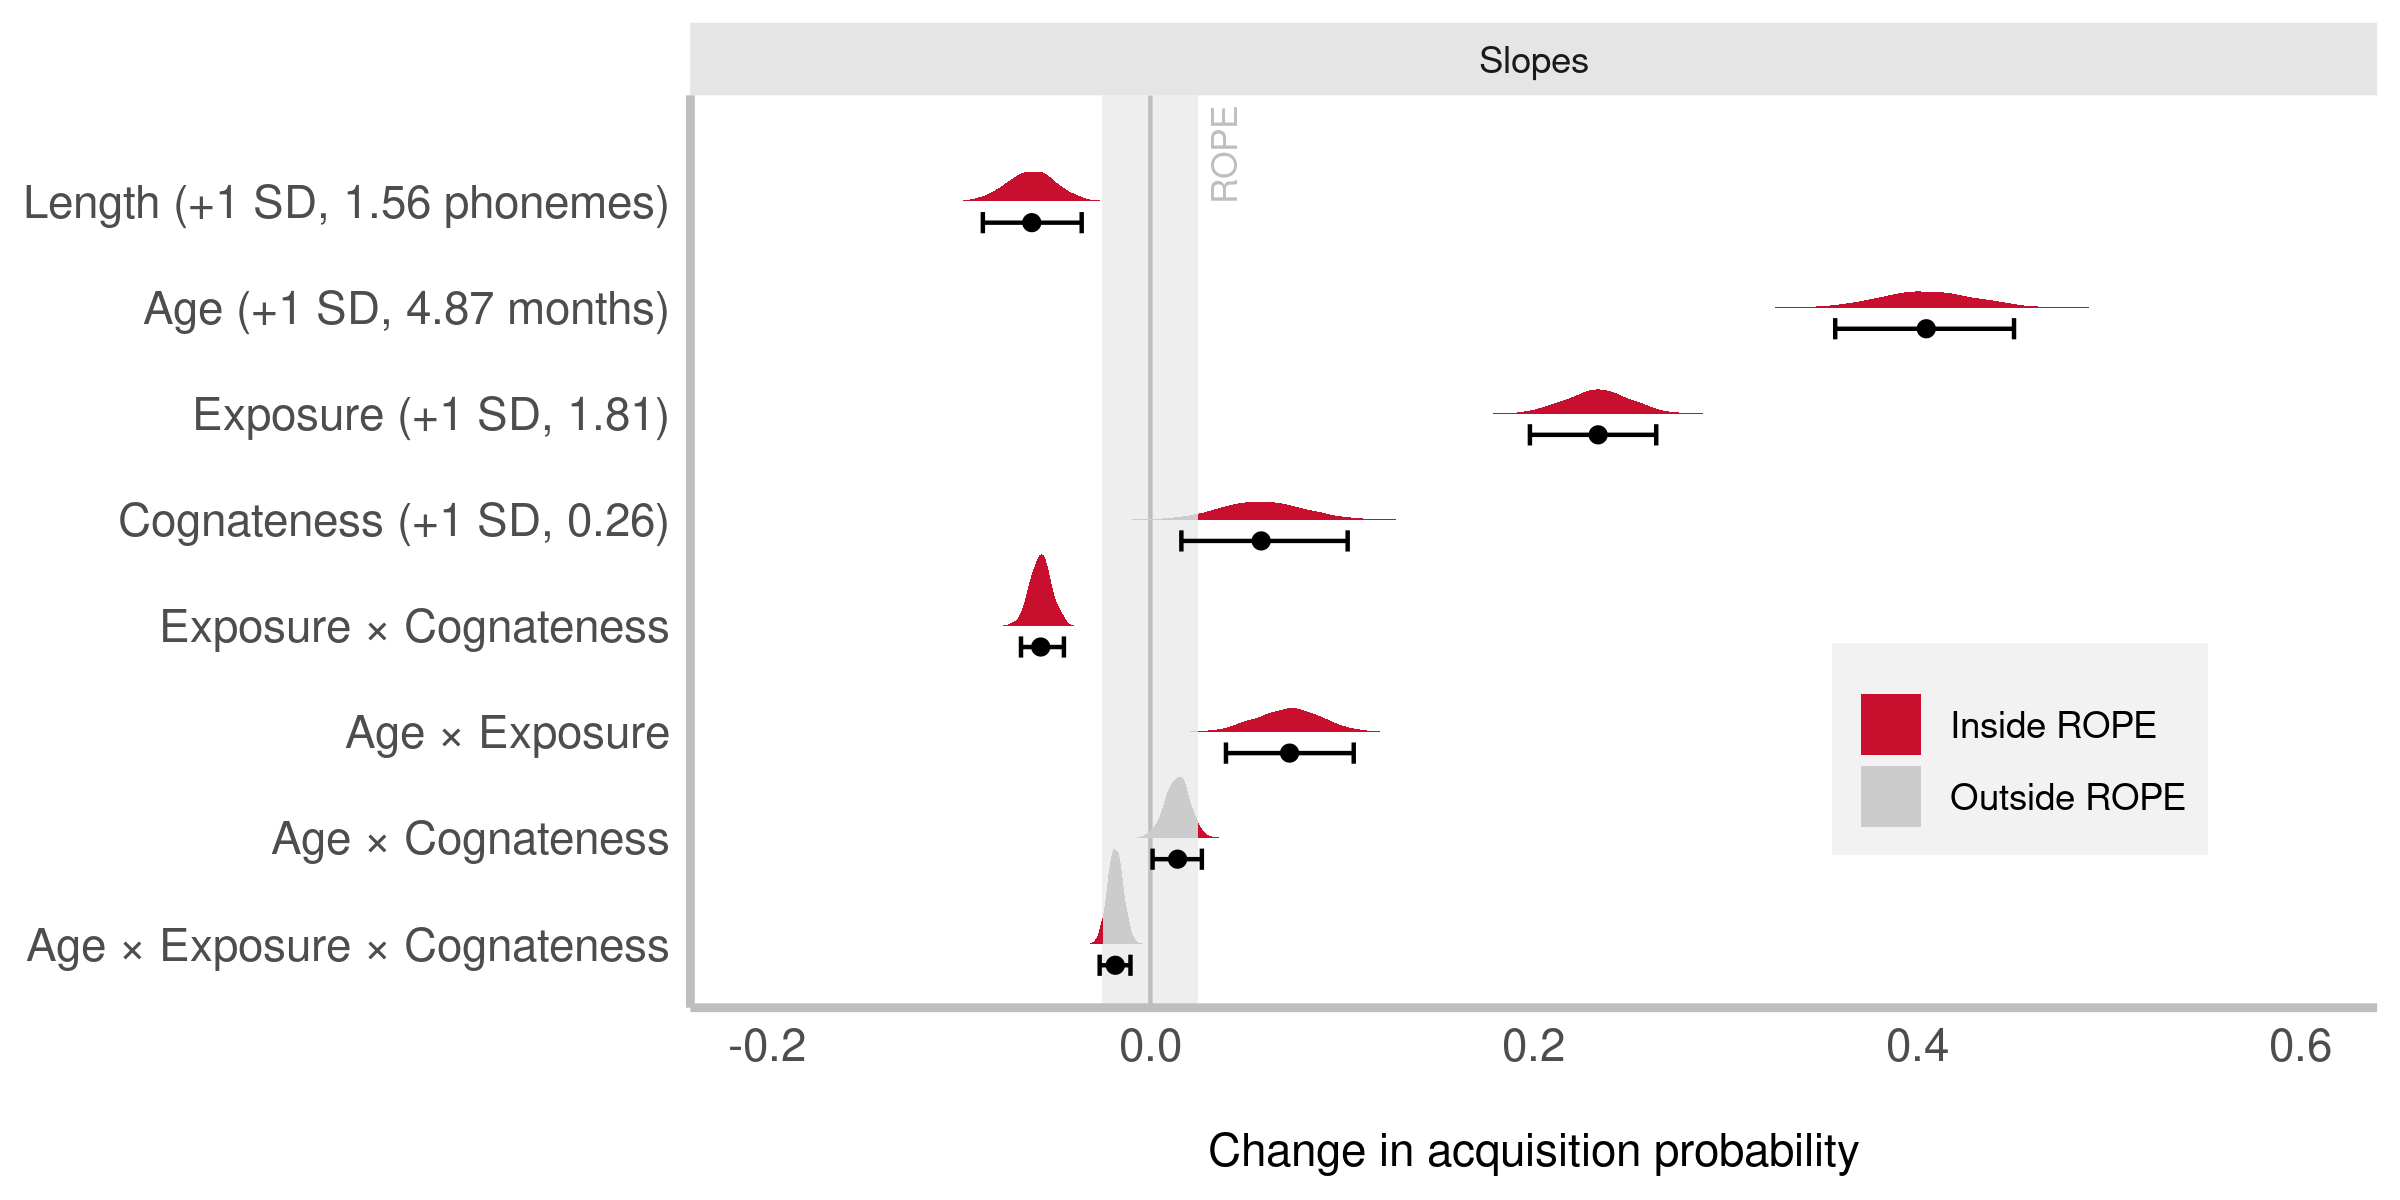 Slopes
ROPE
Length (+1 SD, 1.56 phonemes)
Age (+1 SD, 4.87 months)
Exposure (+1 SD, 1.81)
Cognateness (+1 SD, 0.26)
Exposure × Cognateness
Age × Exposure
Age × Cognateness
Age × Exposure × Cognateness
Inside ROPE
Outside ROPE
-0.2 0.0 0.2 0.4 0.6
Change in acquisition probability